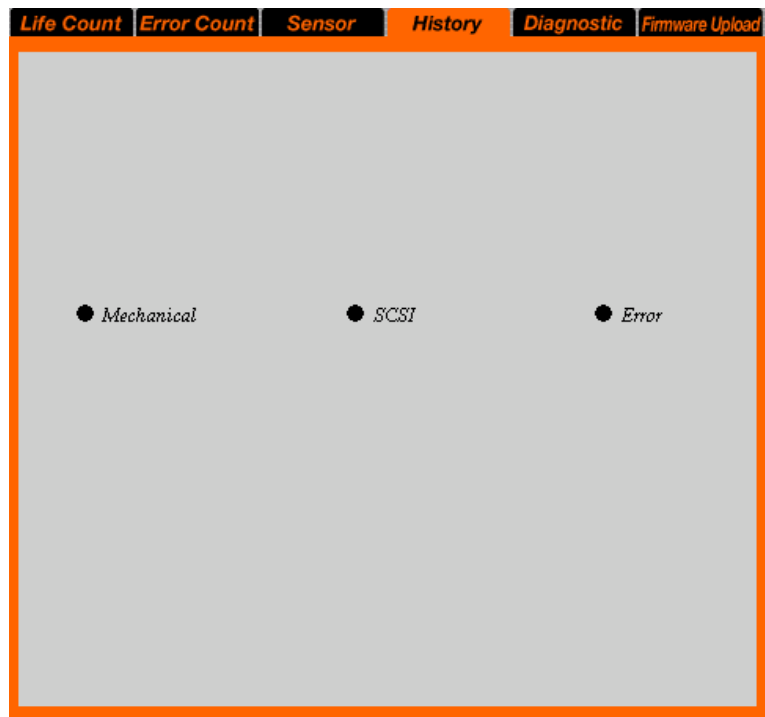 Life Count Error Count Sensor History Diagnostic Firmware Upload
Mechanical SCSI Error